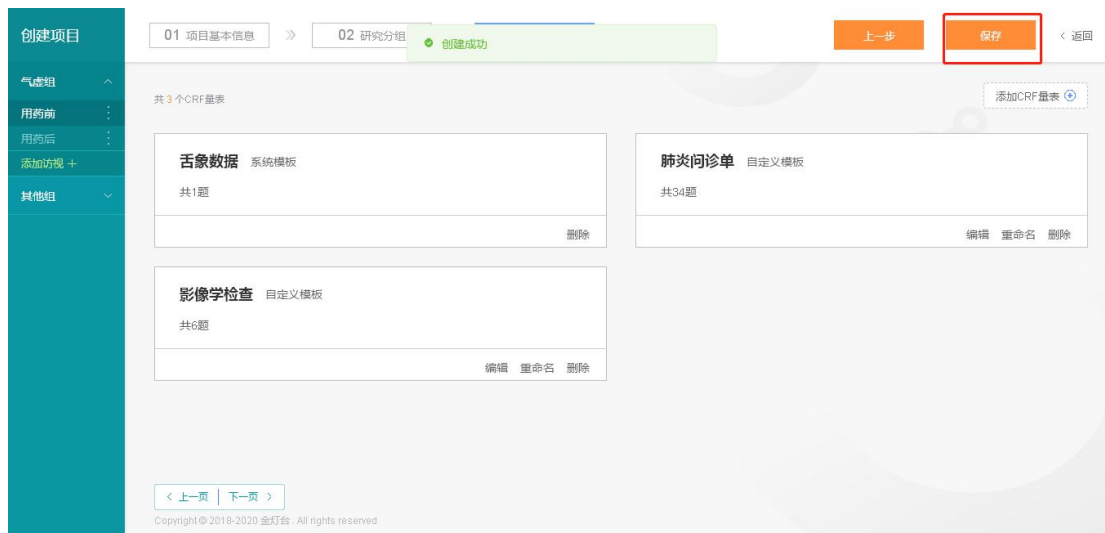 创建项目
01 项目基本信息
02 研究分组
创建成功
上一步
保存
返回
气虚组
用药前
用药后
添加访视
其他组
共3个CRF量表
添加CRF量表
舌象数据 系统模板
共1题
删除
肺炎问诊单 自定义模板
共34题
编辑 重命名 删除
影像学检查 自定义模板
共6题
编辑 重命名 删除
上一页 下一页
Copyright © 2018-2020 金灯台 . All rights reserved